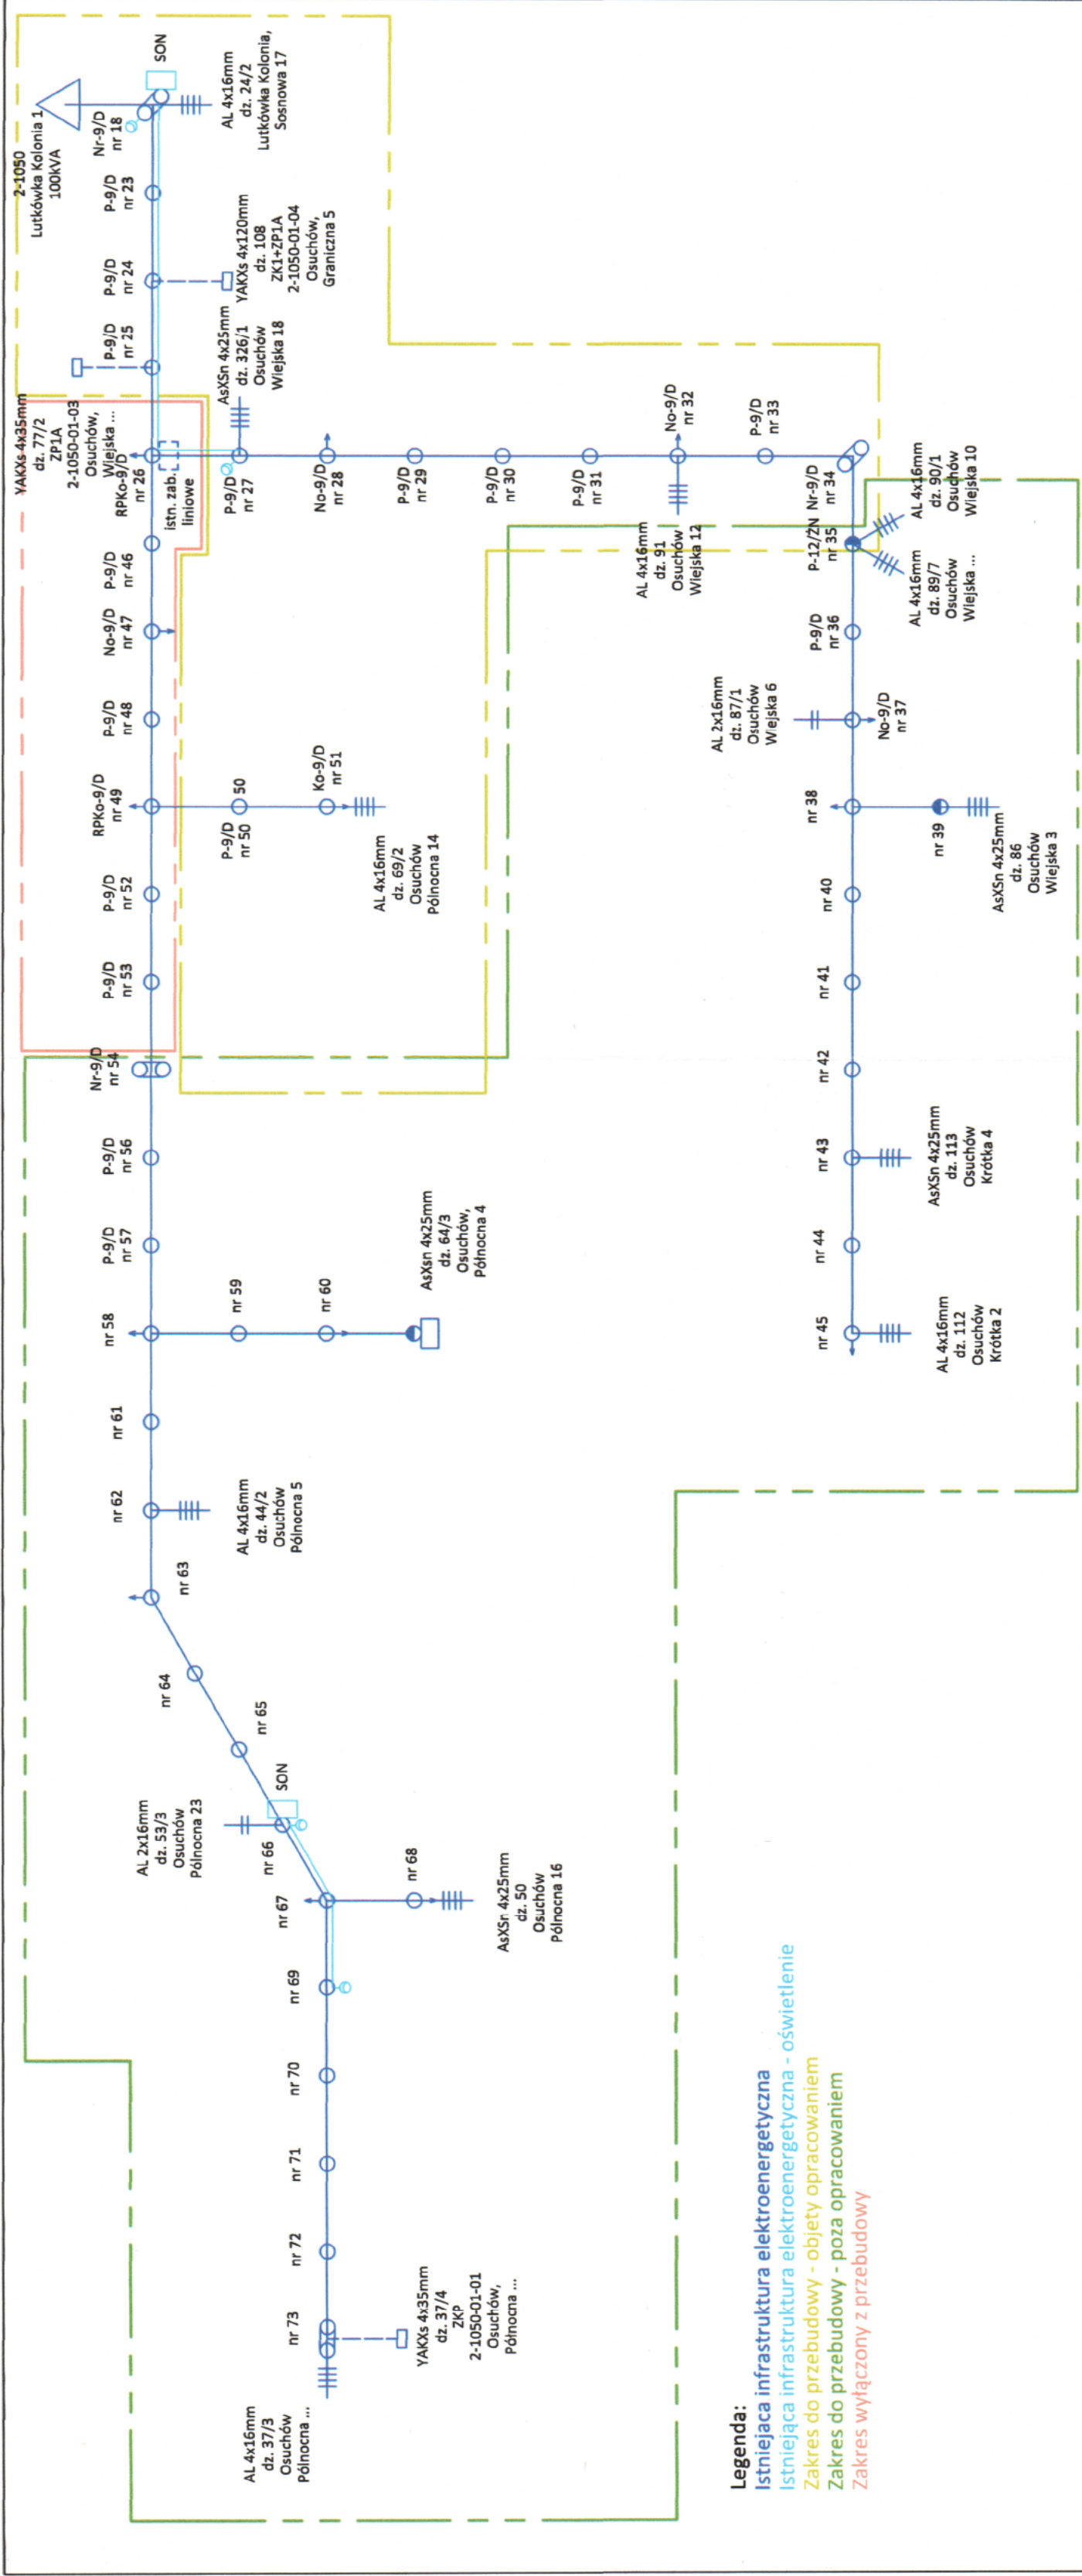 2-1050
Lutkówka Kolonia 1
100kVA
Nr-9/D
nr 18
SON
AL 4x16mm
dz. 24/2
Lutkówka Kolonia,
Sosnowa 17
P-9/D
nr 23
P-9/D
nr 24
YAKXs 4x120mm
dz. 108
ZK1+ZP1A
2-1050-01-04
Osuchów,
Graniczna 5
P-9/D
nr 25
YAKXs 4x35mm
dz. 77/2
ZP1A
2-1050-01-03
Osuchów,
Wiejska ...
RPKo-9/D
nr 26
istn. zab.
liniowe
AsXSn 4x25mm
dz. 326/1
Osuchów
Wiejska 18
P-9/D
nr 27
No-9/D
nr 28
P-9/D
nr 29
P-9/D
nr 30
P-9/D
nr 31
No-9/D
nr 32
AL 4x16mm
dz. 91
Osuchów
Wiejska 12
P-9/D
nr 33
Nr-9/D
nr 34
P-12/ŻN
nr 35
AL 4x16mm
dz. 90/1
Osuchów
Wiejska 10
AL 4x16mm
dz. 89/7
Osuchów
Wiejska ...
P-9/D
nr 36
AL 2x16mm
dz. 87/1
Osuchów
Wiejska 6
No-9/D
nr 37
nr 38
nr 39
AsXSn 4x25mm
dz. 86
Osuchów
Wiejska 3
nr 40
nr 41
nr 42
nr 43
AsXSn 4x25mm
dz. 113
Osuchów
Krótka 4
nr 44
nr 45
AL 4x16mm
dz. 112
Osuchów
Krótka 2
P-9/D
nr 46
No-9/D
nr 47
P-9/D
nr 48
RPKo-9/D
nr 49
50
P-9/D
nr 50
Ko-9/D
nr 51
AL 4x16mm
dz. 69/2
Osuchów
Pólnocna 14
P-9/D
nr 52
P-9/D
nr 53
Nr-9/D
nr 54
P-9/D
nr 56
P-9/D
nr 57
nr 58
nr 59
nr 60
AsXsn 4x25mm
dz. 64/3
Osuchów,
Północna 4
nr 61
nr 62
AL 4x16mm
dz. 44/2
Osuchów
Pólnocna 5
nr 63
nr 64
nr 65
AL 2x16mm
dz. 53/3
Osuchów
Pólnocna 23
SON
nr 66
nr 67
nr 68
AsXSn 4x25mm
dz. 50
Osuchów
Pólnocna 16
nr 69
nr 70
nr 71
nr 72
nr 73
YAKXs 4x35mm
dz. 37/4
ZKP
2-1050-01-01
Osuchów,
Północna ...
AL 4x16mm
dz. 37/3
Osuchów
Pólnocna ...
Legenda:
Istniejaca infrastruktura elektroenergetyczna
Istniejąca infrastruktura elektroenergetyczna - oświetlenie
Zakres do przebudowy - objety opracowaniem
Zakres do przebudowy - poza opracowaniem
Zakres wyłączony z przebudowy